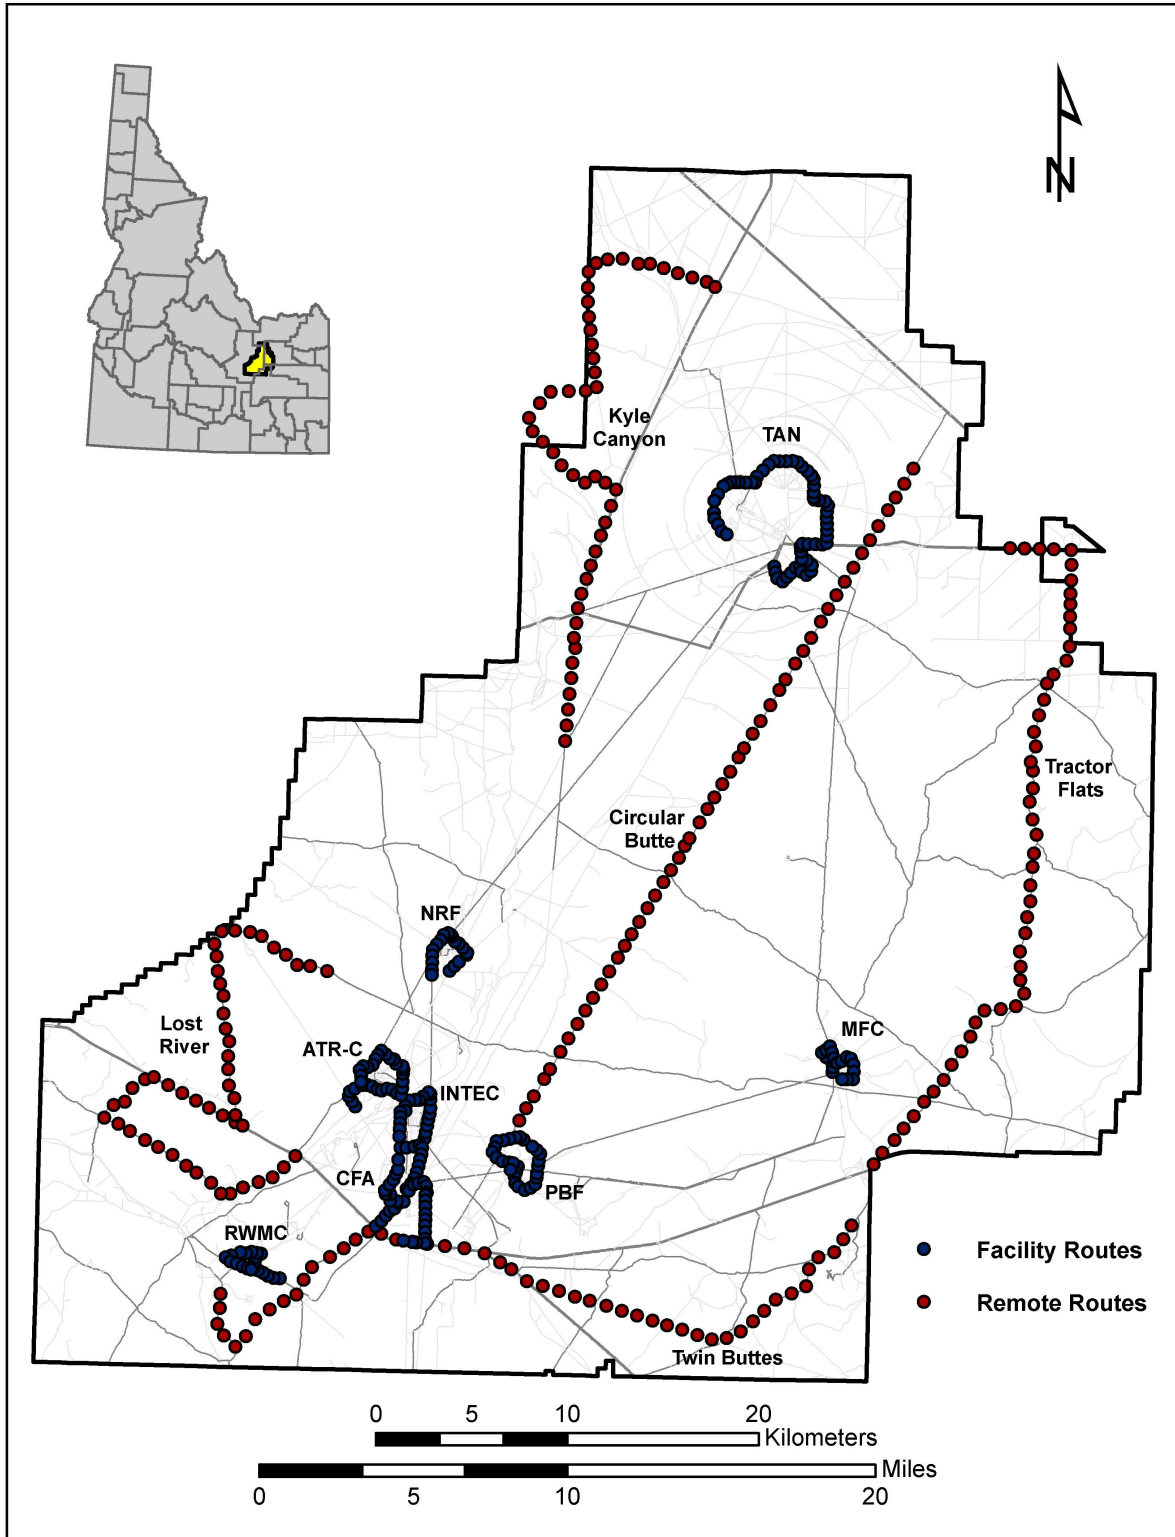 N
Kyle
Canyon
TAN
Tractor
Flats
Circular
Butte
NRF
Lost
River
ATR-C
MFC
INTEC
CFA
PBF
RWMC
Facility Routes
Remote Routes
Twin Buttes
0 5 10 20
Kilometers
Miles
0 5 10 20